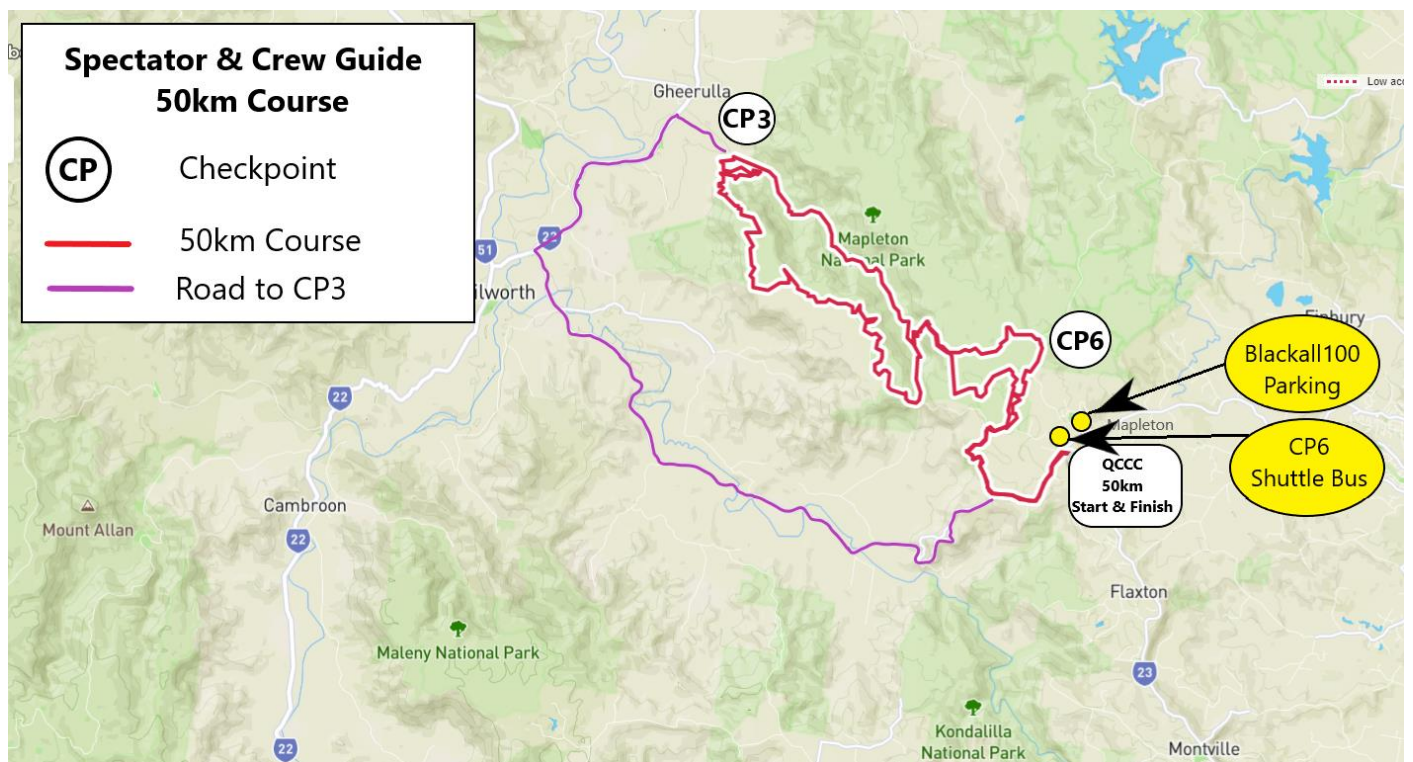 Spectator & Crew Guide
50km Course
CP
Checkpoint
50km Course
Road to CP3
Gheerulla
CP3
Low acc
22
51
ilworth
Mapleton
National Park
CP6
Blackall100
Parking
22
Mapleton
CP6
Shuttle Bus
QCCC
50km
Start & Finish
Cambroon
Mount Allan
22
Flaxton
Maleny National Park
23
Kondalilla
National Park
22
Montville